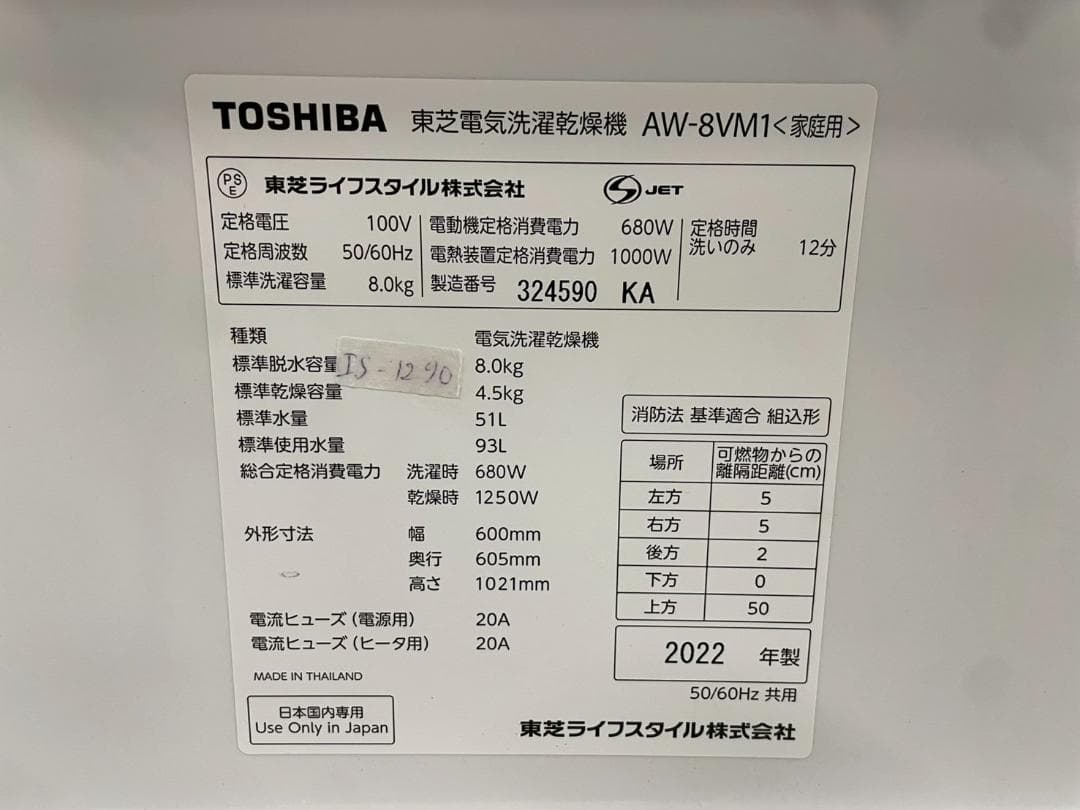 TOSHIBA 東芝電気洗濯乾燥機 AW-8VM1<家庭用>
PSE 東芝ライフスタイル株式会社 S JET
定格電圧 100V 電動機定格消費電力 680W 定格時間
定格周波数 50/60Hz 電熱装置定格消費電力 1000W 洗いのみ 12分
標準洗濯容量 8.0kg 製造番号 324590 KA
種類 電気洗濯乾燥機
標準脱水容量 8.0kg
IS-1290
標準乾燥容量 4.5kg
標準水量 51L
標準使用水量 93L
総合定格消費電力 洗濯時 680W
乾燥時 1250W
外形寸法 幅 600mm
奥行 605mm
高さ 1021mm
電流ヒューズ(電源用) 20A
電流ヒューズ(ヒータ用) 20A
MADE IN THAILAND
日本国内専用
Use Only in Japan
消防法 基準適合 組込形
場所 可燃物からの
離隔距離(cm)
左方 5
右方 5
後方 2
下方 0
上方 50
2022 年製
50/60Hz 共用
東芝ライフスタイル株式会社